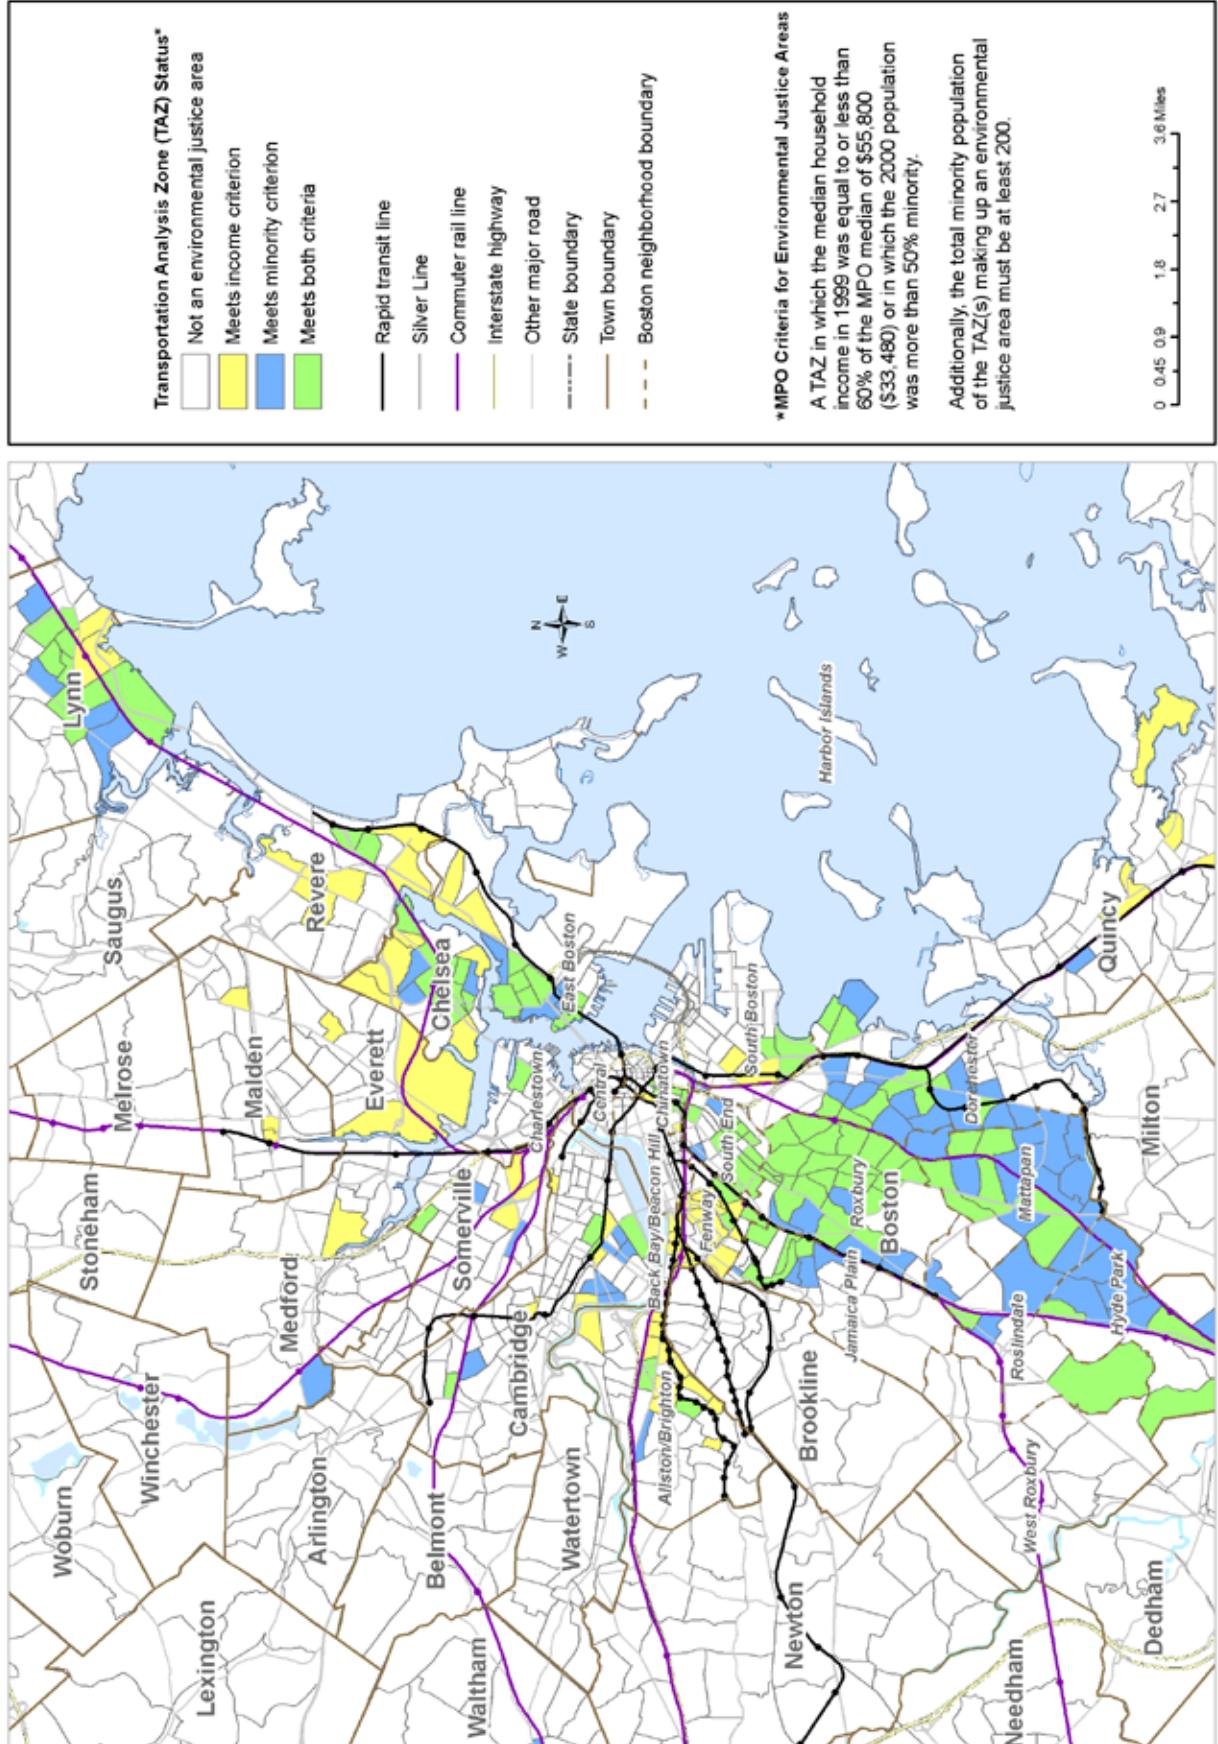 Transportation Analysis Zone (TAZ) Status*
Not an environmental justice area
Meets income criterion
Meets minority criterion
Meets both criteria
Rapid transit line
Silver Line
Commuter rail line
Interstate highway
Other major road
State boundary
Town boundary
Boston neighborhood boundary
*MPO Criteria for Environmental Justice Areas
A TAZ in which the median household
income in 1999 was equal to or less than
60% of the MPO median of $55,800
($33,480) or in which the 2000 population
was more than 50% minority.
Additionally, the total minority population
of the TAZ(s) making up an environmental
justice area must be at least 200.
0 0.45 0.9 1.8 2.7 3.6 Miles
Woburn
Winchester
Stoneham
Melrose
Saugus
Lynn
Lexington
Arlington
Medford
Malden
Everett
Revere
Waltham
Belmont
Somerville
Chelsea
Watertown
Cambridge
Charlestown
Central
East Boston
N
W
E
S
Allston/Brighton
Back Bay/Beacon Hill
Chinatown
Fenway
South End
South Boston
Newton
Brookline
Jamaica Plain
Roxbury
Boston
Harbor Islands
Needham
West Roxbury
Roslindale
Mattapan
Dorchester
Dedham
Hyde Park
Milton
Quincy